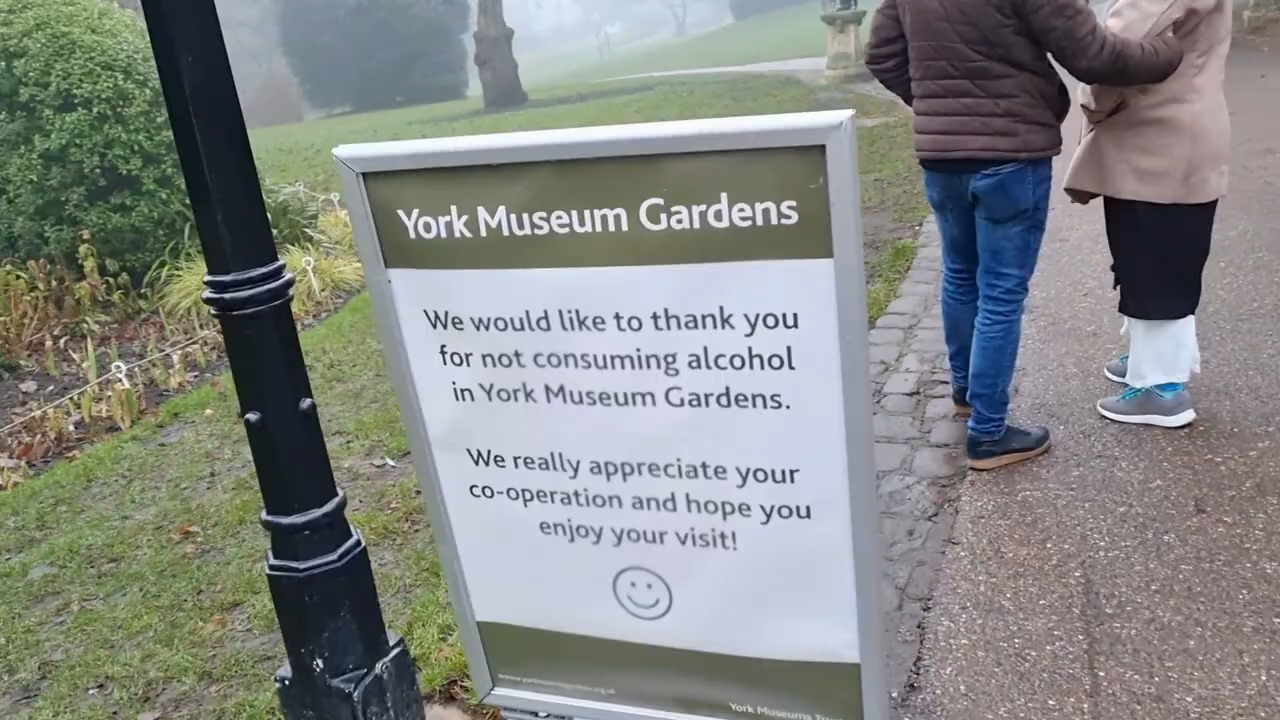 York Museum Gardens
We would like to thank you
for not consuming alcohol
in York Museum Gardens.
We really appreciate your
co-operation and hope you
enjoy your visit!
York Museums